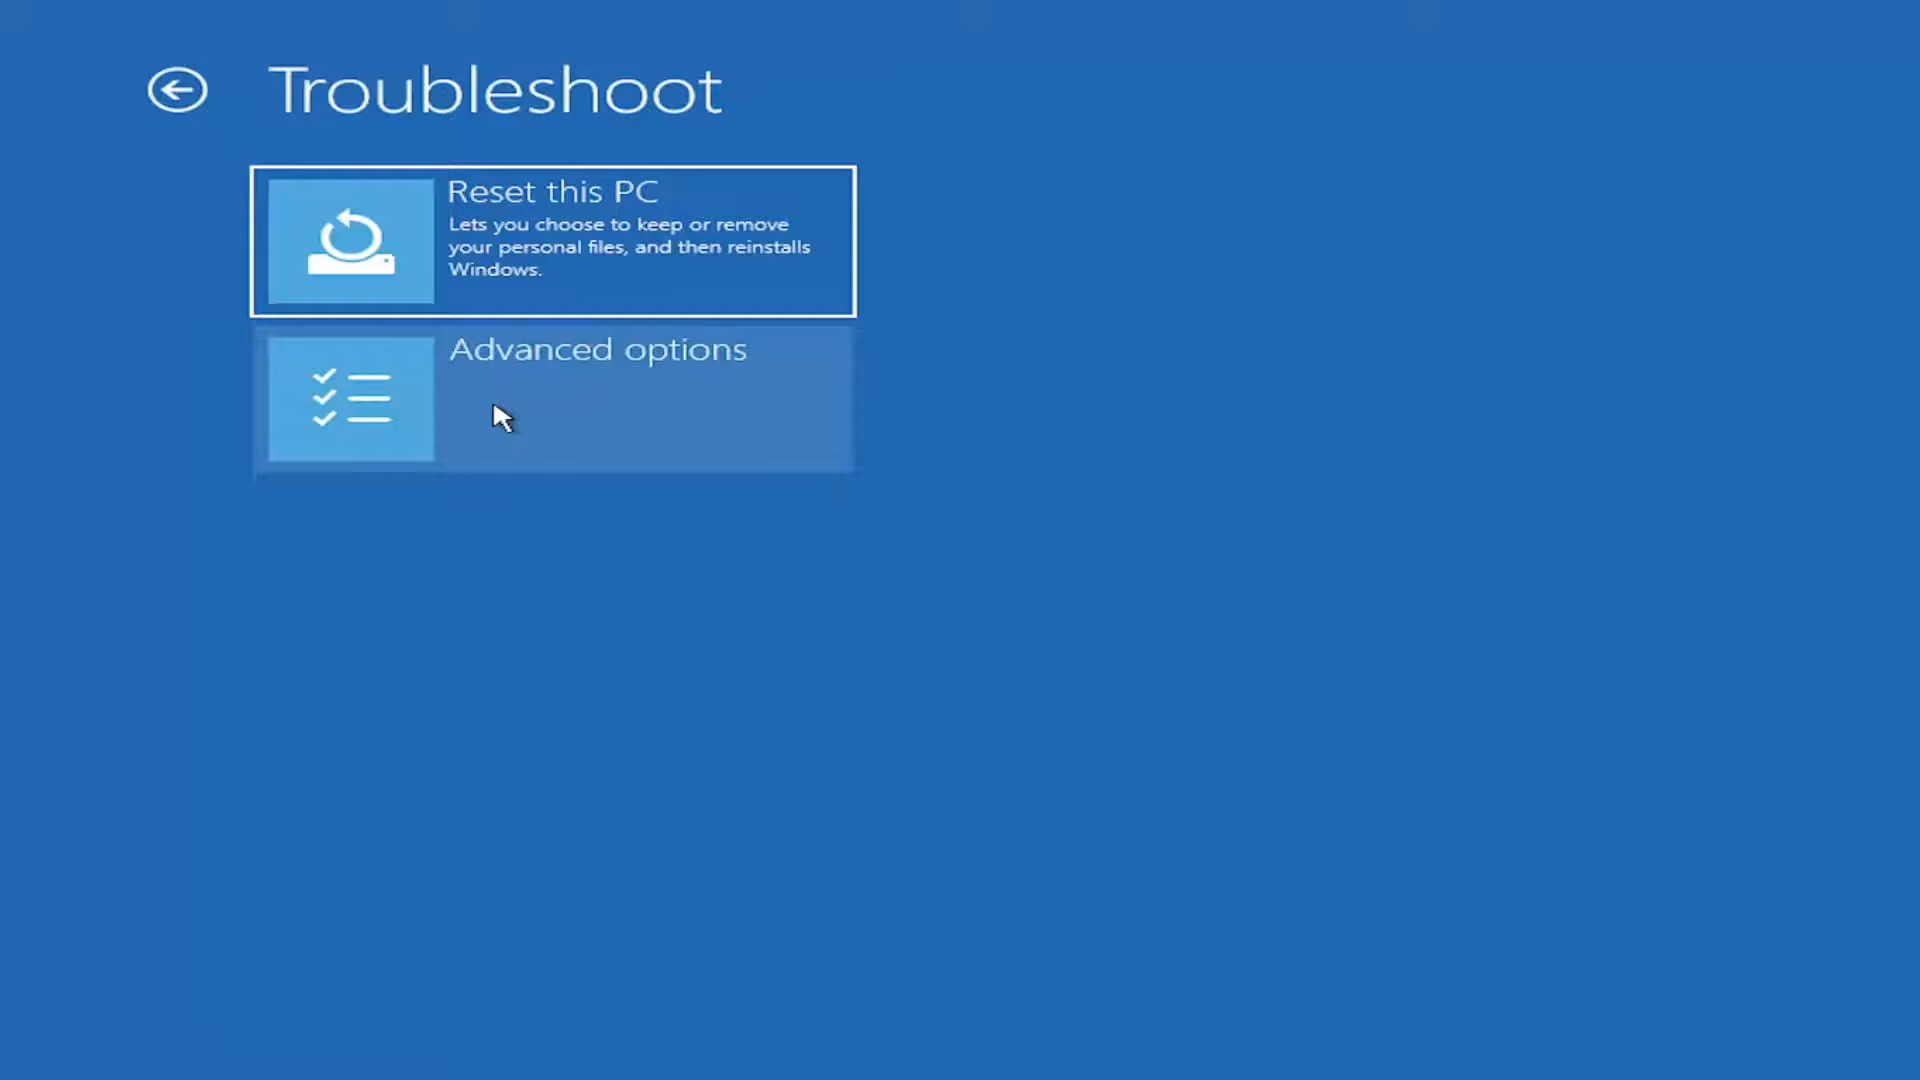 Troubleshoot
Reset this PC
Lets you choose to keep or remove
your personal files, and then reinstalls
Windows.
Advanced options